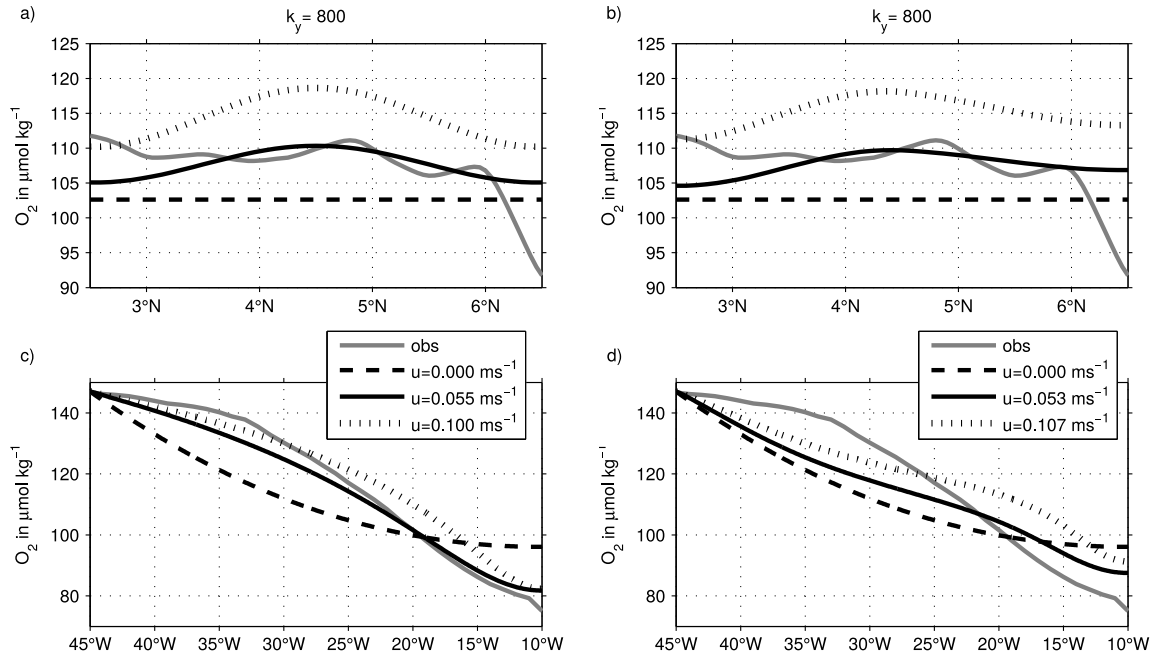 a)
k_y = 800
O_2 in μmol kg^−1
125
120
115
110
105
100
95
90
3°N
4°N
5°N
6°N
b)
k_y = 800
O_2 in μmol kg^−1
125
120
115
110
105
100
95
90
3°N
4°N
5°N
6°N
c)
obs
u=0.000 ms^−1
u=0.055 ms^−1
u=0.100 ms^−1
O_2 in μmol kg^−1
140
120
100
80
45°W
40°W
35°W
30°W
25°W
20°W
15°W
10°W
d)
obs
u=0.000 ms^−1
u=0.053 ms^−1
u=0.107 ms^−1
O_2 in μmol kg^−1
140
120
100
80
45°W
40°W
35°W
30°W
25°W
20°W
15°W
10°W